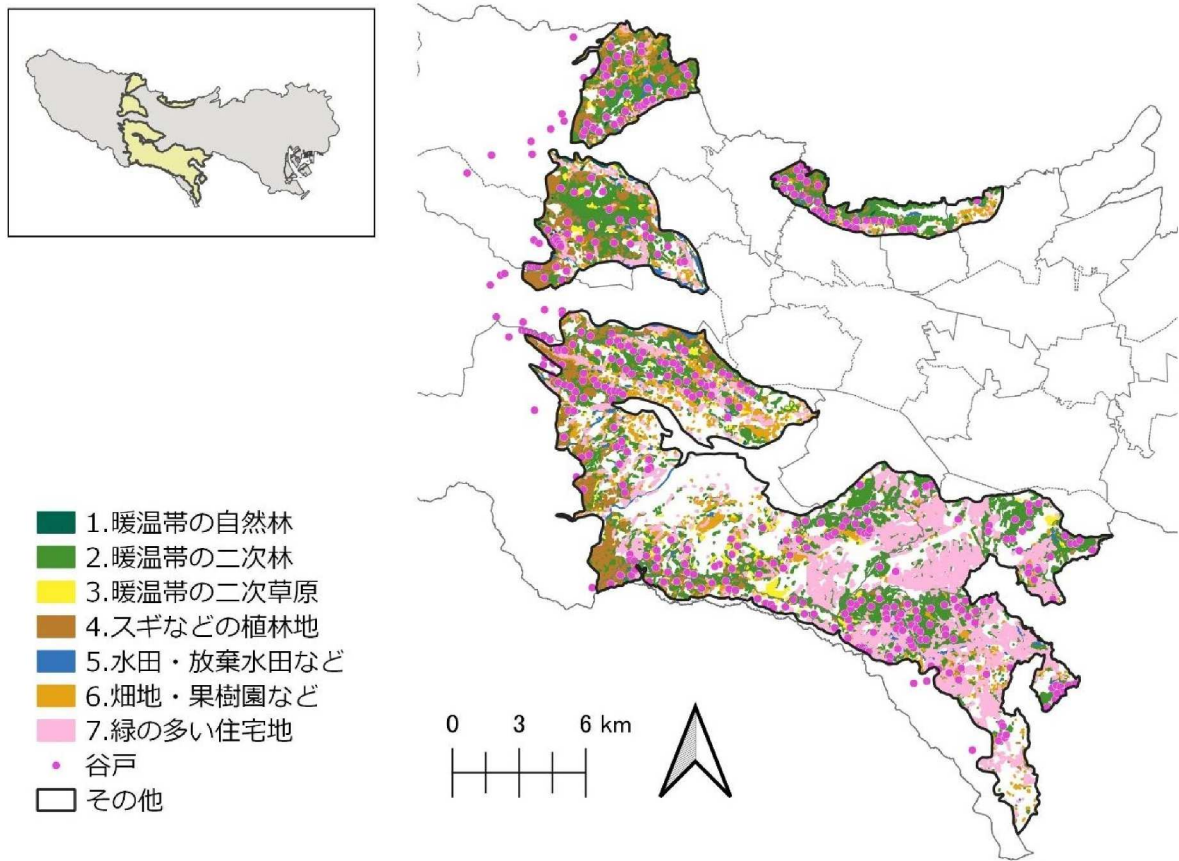 1.暖温帯の自然林
2.暖温帯の二次林
3.暖温帯の二次草原
4.スギなどの植林地
5.水田・放棄水田など
6.畑地・果樹園など
7.緑の多い住宅地
谷戸
その他
0 3 6 km